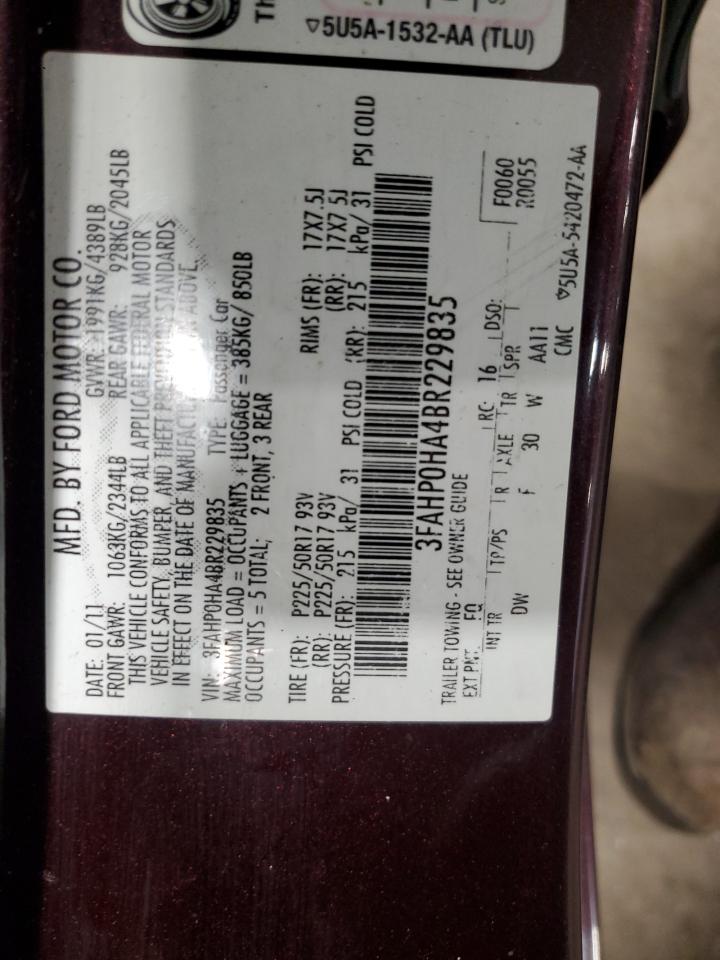 Th
▽5U5A-1532-AA (TLU)
MFD. BY FORD MOTOR CO.
DATE: 01/11 GVWR: 1991KG/4389LB
FRONT GAWR: 1063KG/2344LB REAR GAWR: 928KG/2045LB
THIS VEHICLE CONFORMS TO ALL APPLICABLE FEDERAL MOTOR
VEHICLE SAFETY, BUMPER, AND THEFT PREVENTION STANDARDS
IN EFFECT ON THE DATE OF MANUFACTURE SHOWN ABOVE.
VIN: 3FAHP0HA4BR229835 TYPE: Passenger Car
MAXIMUM LOAD = OCCUPANTS + LUGGAGE = 385KG/ 850LB
OCCUPANTS = 5 TOTAL; 2 FRONT, 3 REAR
TIRE (FR): P225/50R17 93V RIMS (FR): 17X7.5J
(RR): P225/50R17 93V (RR): 17X7.5J
PRESSURE (FR): 215 kPa/ 31 PSI COLD (RR): 215 kPa/ 31 PSI COLD
3FAHP0HA4BR229835
TRAILER TOWING - SEE OWNER GUIDE
EXT PNT: EQ RC: 16 DSO: F0060
R0055
INT TR TP/PS R AXLE TR SPR
DW F 30 W AA11
CMC ▽5U5A-5420472-AA